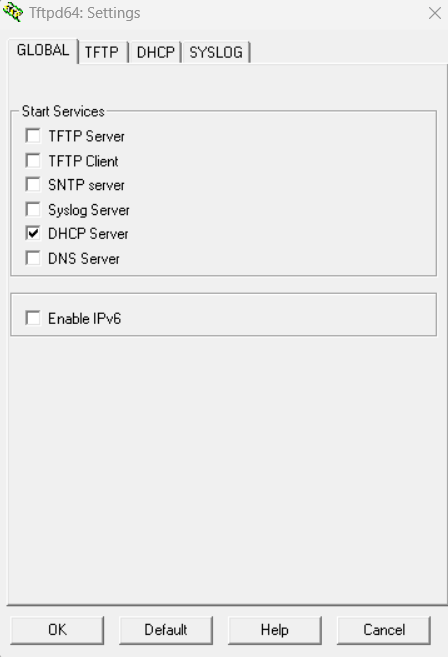 Tftpd64: Settings
GLOBAL TFTP DHCP SYSLOG
Start Services
TFTP Server
TFTP Client
SNTP server
Syslog Server
DHCP Server
DNS Server
Enable IPv6
OK Default Help Cancel